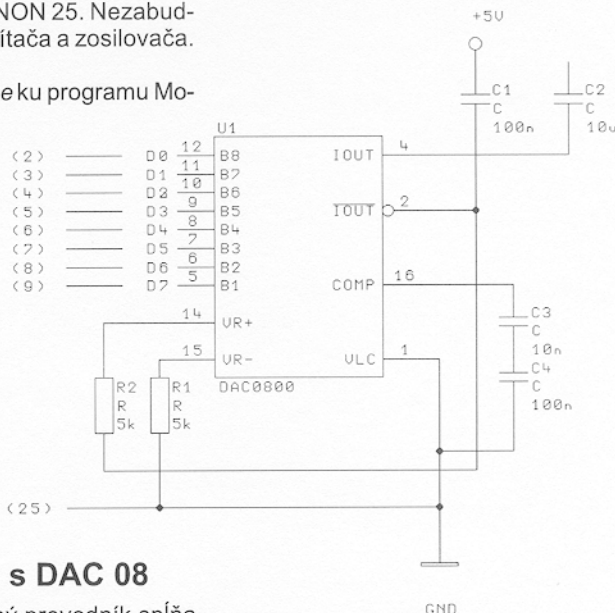 NON 25. Nezabud-
ítača a zosilovača.
e ku programu Mo-
+5V
C1
C
100n
C2
C
10u
U1
DAC0800
(2) D0 12 B8
(3) D1 11 B7
(4) D2 10 B6
(5) D3 9 B5
(6) D4 8 B4
(7) D5 7 B3
(8) D6 6 B2
(9) D7 5 B1
14 VR+
15 VR-
IOUT 4
IOUT 2
COMP 16
VLC 1
C3
C
10n
C4
C
100n
R2
R
5k
R1
R
5k
(25)
GND
s DAC 08